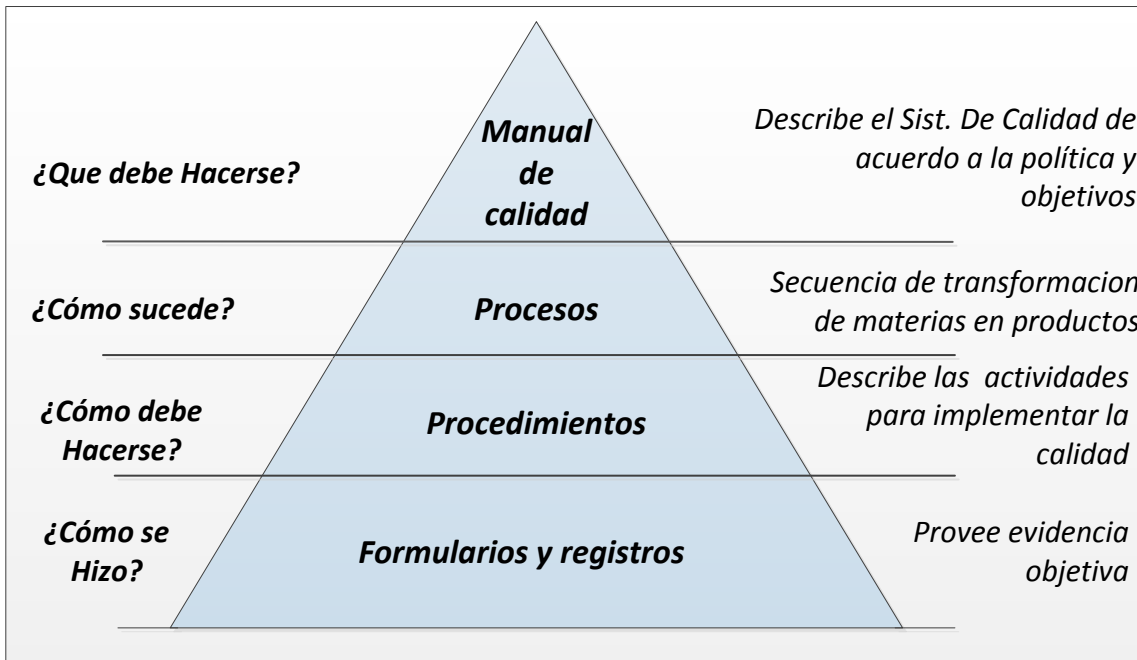 ¿Que debe Hacerse?
Manual
de
calidad
Describe el Sist. De Calidad de
acuerdo a la política y
objetivos
¿Cómo sucede?
Procesos
Secuencia de transformacion
de materias en productos
¿Cómo debe
Hacerse?
Procedimientos
Describe las actividades
para implementar la
calidad
¿Cómo se
Hizo?
Formularios y registros
Provee evidencia
objetiva